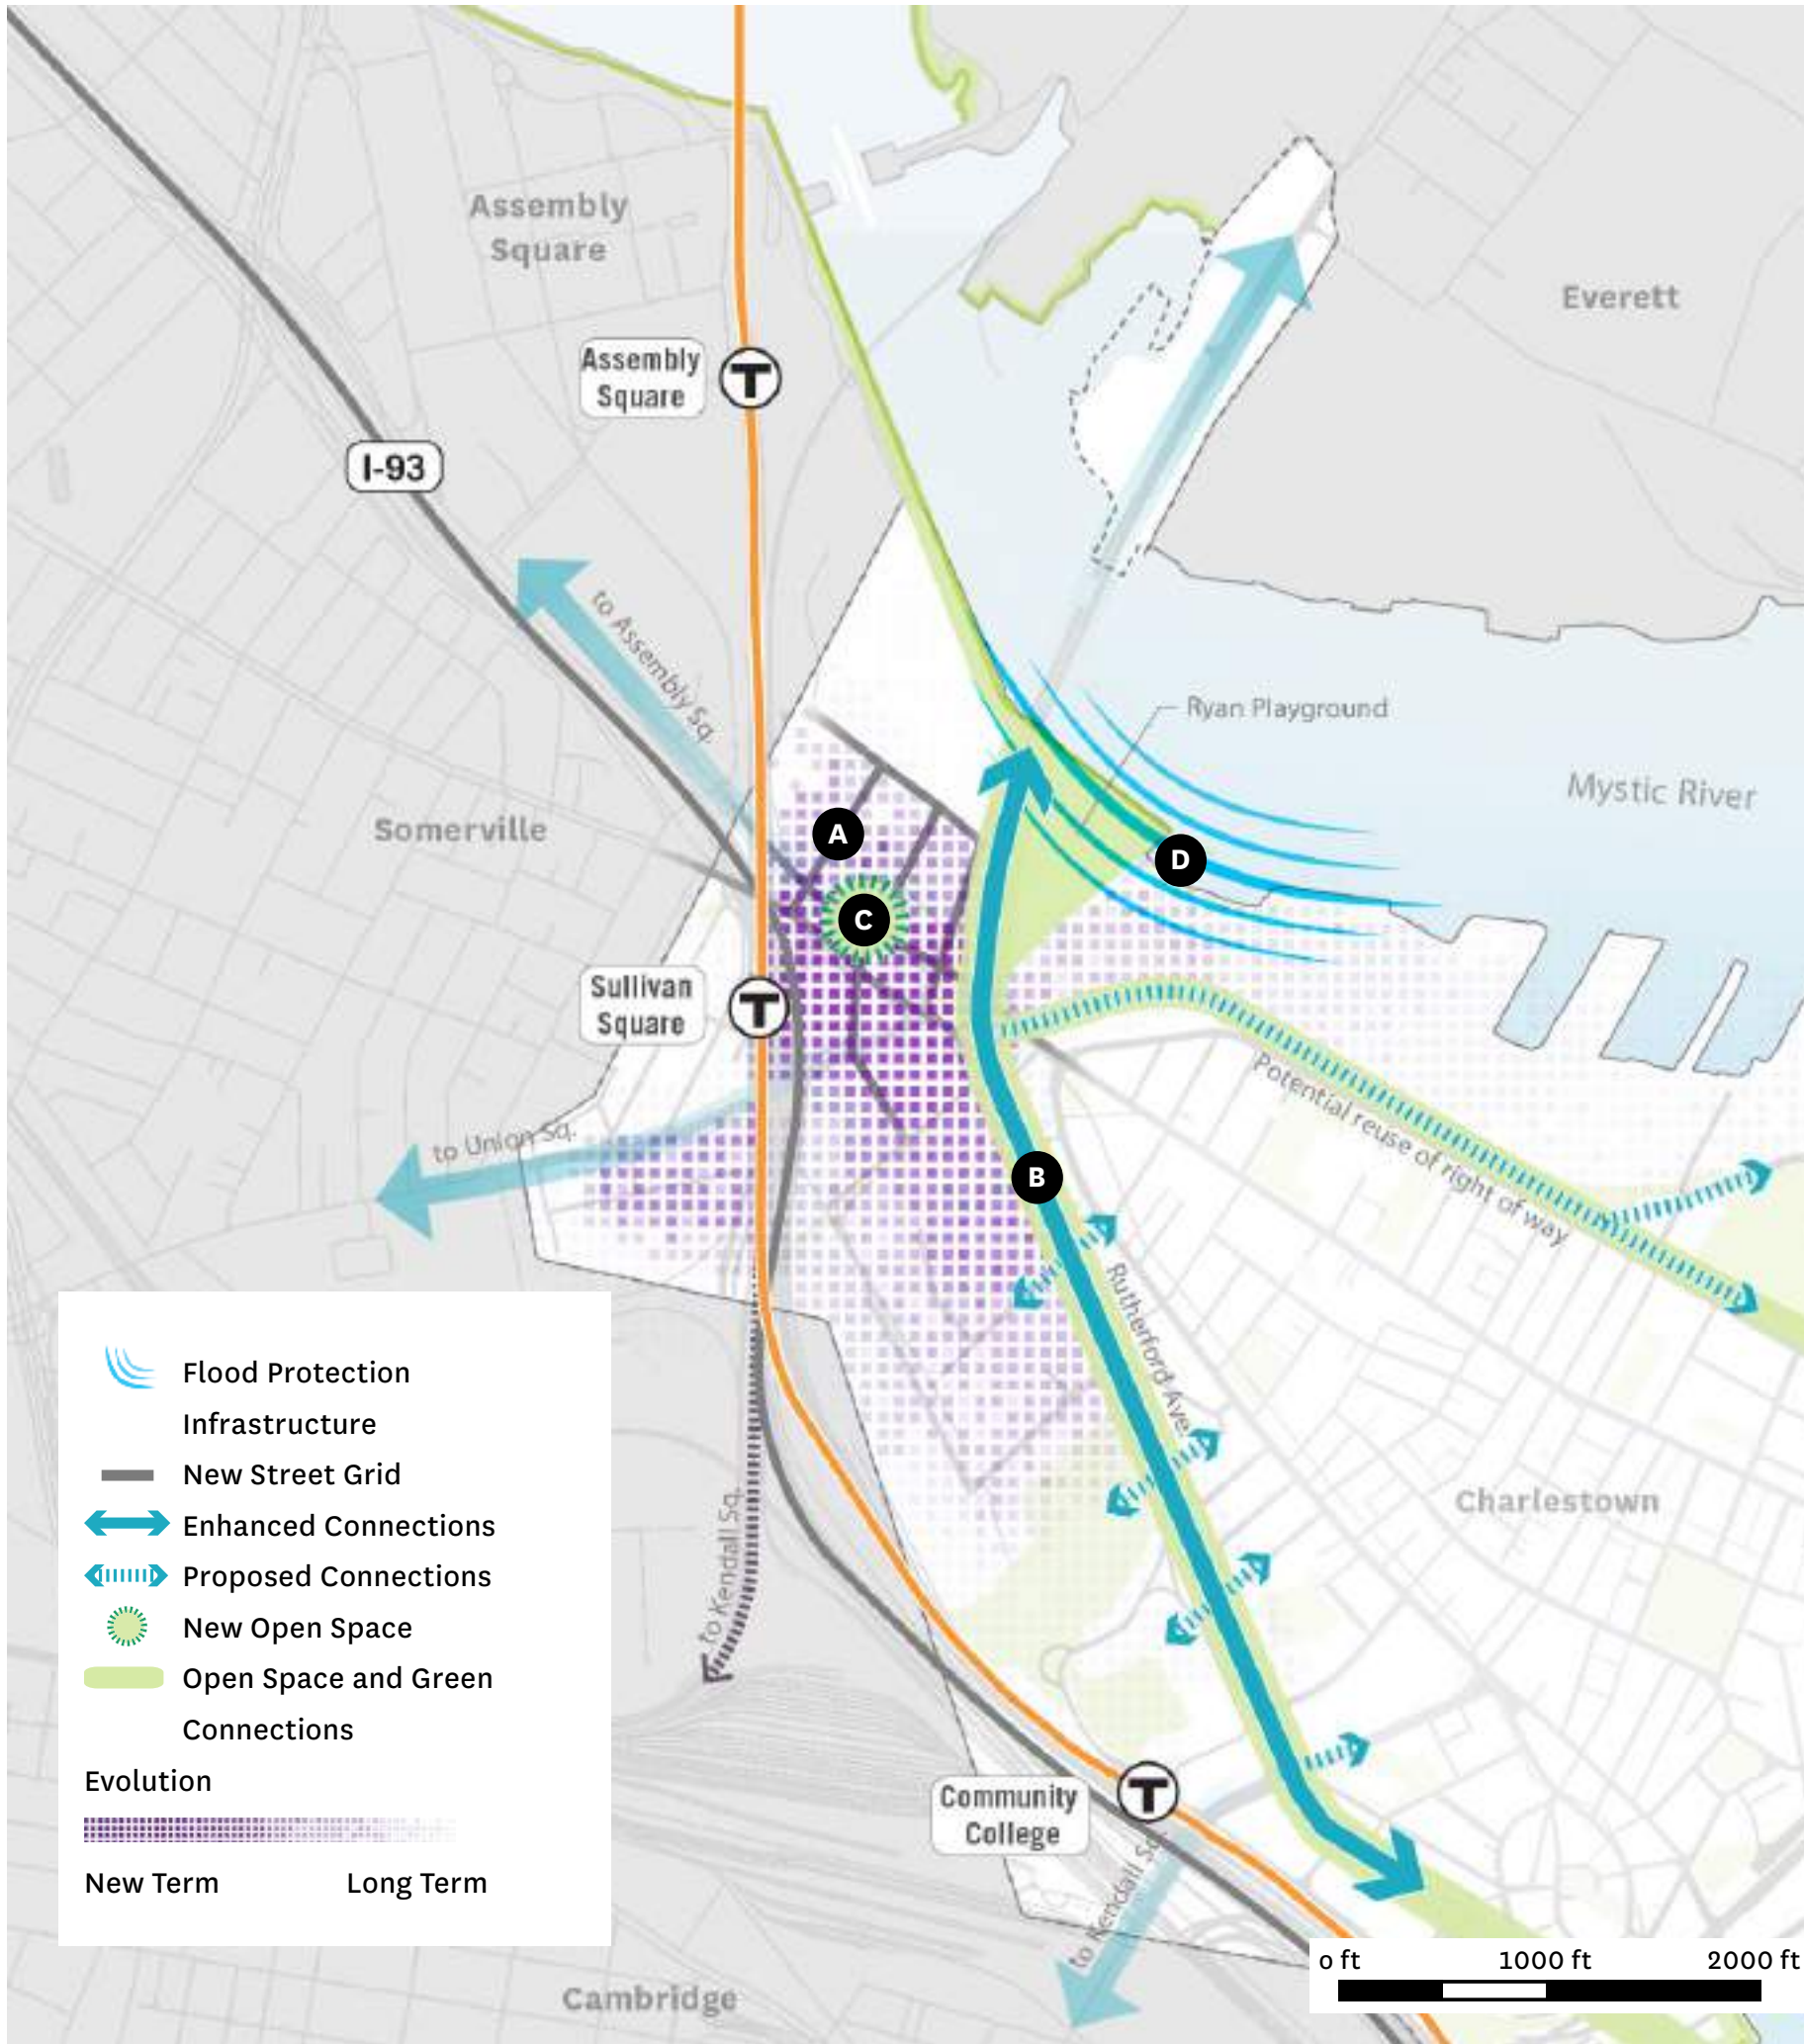 Assembly
Square
Everett
Assembly
Square
T
I-93
to Assembly Sq.
Ryan Playground
Mystic River
Somerville
A
D
C
Sullivan
Square
T
Potential reuse of right of way
to Union Sq.
B
Rutherford Ave.
Flood Protection
Infrastructure
New Street Grid
Enhanced Connections
Proposed Connections
New Open Space
Open Space and Green
Connections
Evolution
New Term Long Term
to Kendall Sq.
Charlestown
Community
College
T
to Kendall Sq.
Cambridge
0 ft 1000 ft 2000 ft